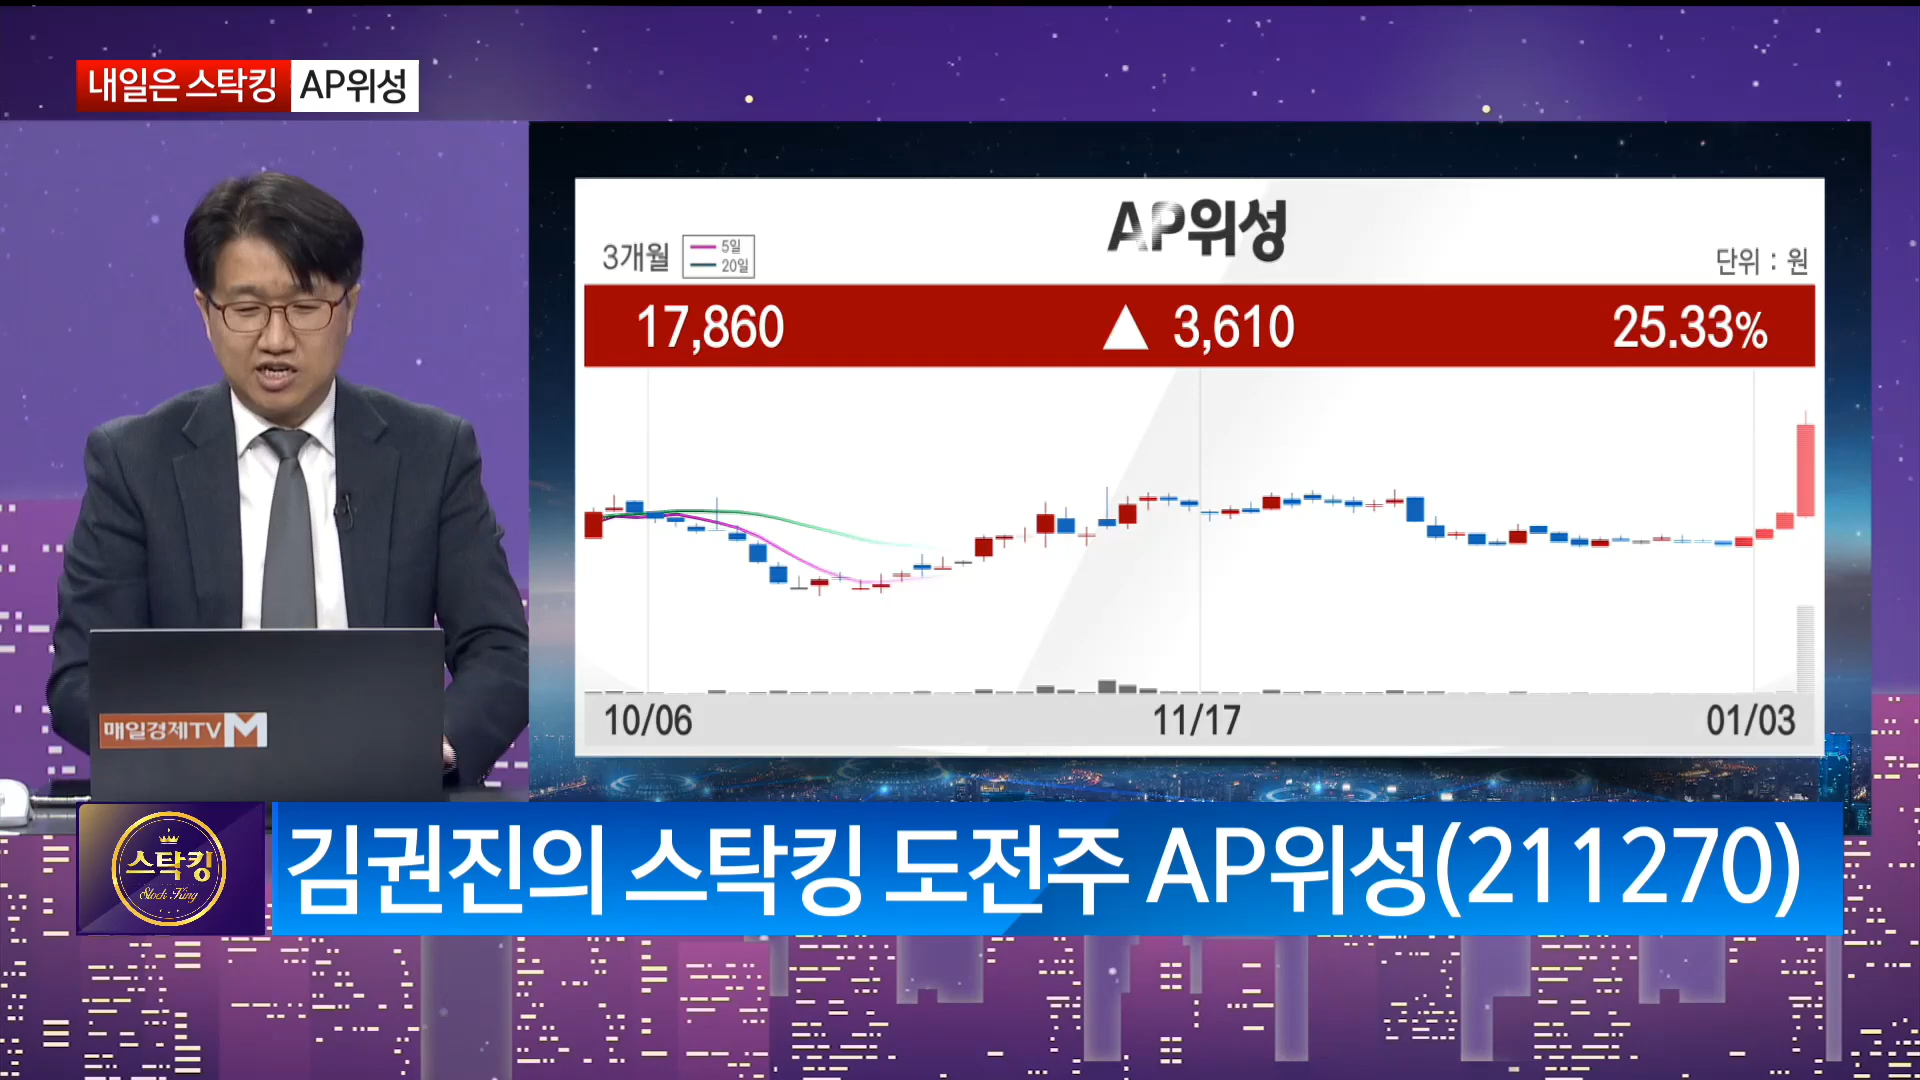 내일은 스탁킹 AP위성
AP위성
3개월
5일
20일
단위 : 원
17,860 ▲ 3,610 25.33%
10/06 11/17 01/03
매일경제TV M
스탁킹
Stock King
김권진의 스탁킹 도전주 AP위성(211270)